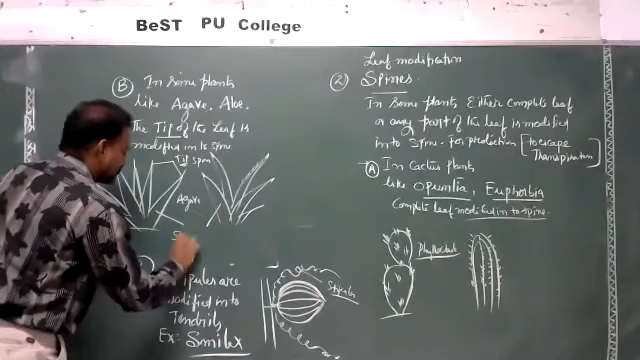 BeST PU College
Leaf modification
② Spines.
In some plants Either complete leaf
or any part of the leaf is modified
into Spine for protection [to escape
Transpiration]
Ⓐ In Cactus plants
like Opuntia, Euphorbia
Complete leaf modified into spine
Phylloclade
Ⓑ In some plants
like Agave, Aloe.
The Tip of the leaf is
modified into Spine
Tip spine
Agave
Stipules are
modified into
Tendrils
Ex: Smilax
Stipules